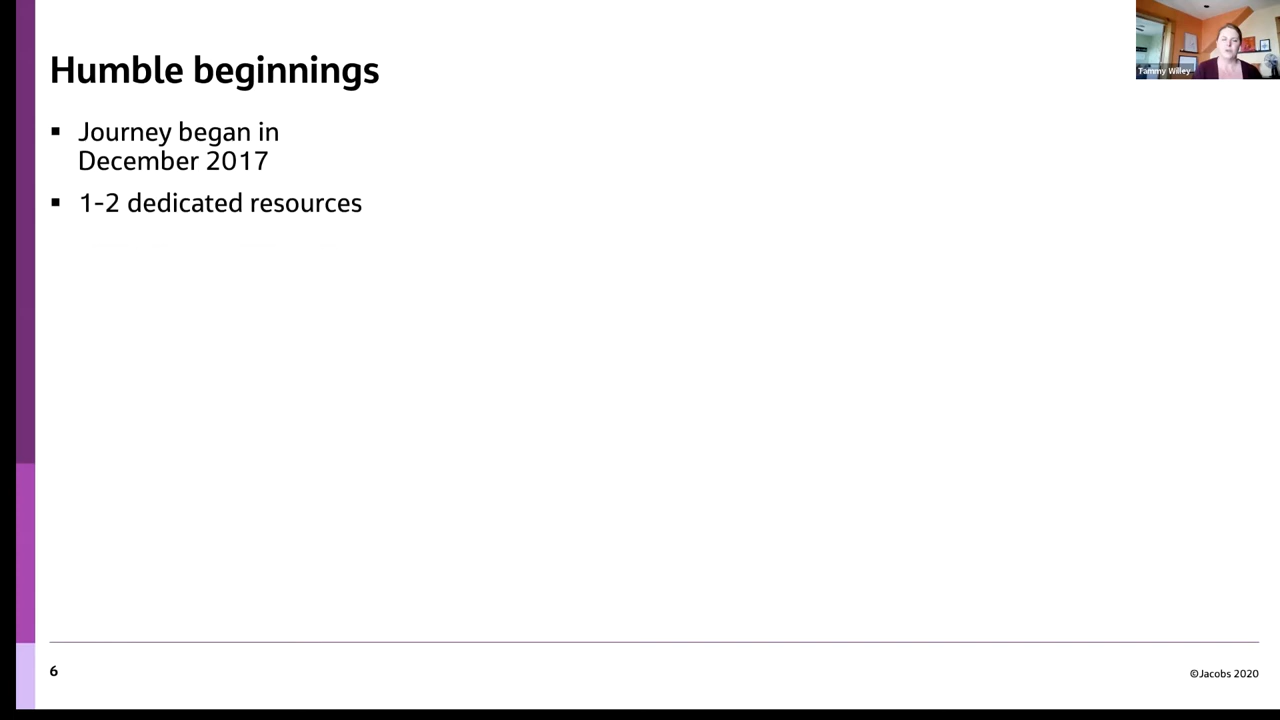 Humble beginnings
Tammy Willey
▪ Journey began in
December 2017
▪ 1-2 dedicated resources
6
©Jacobs 2020